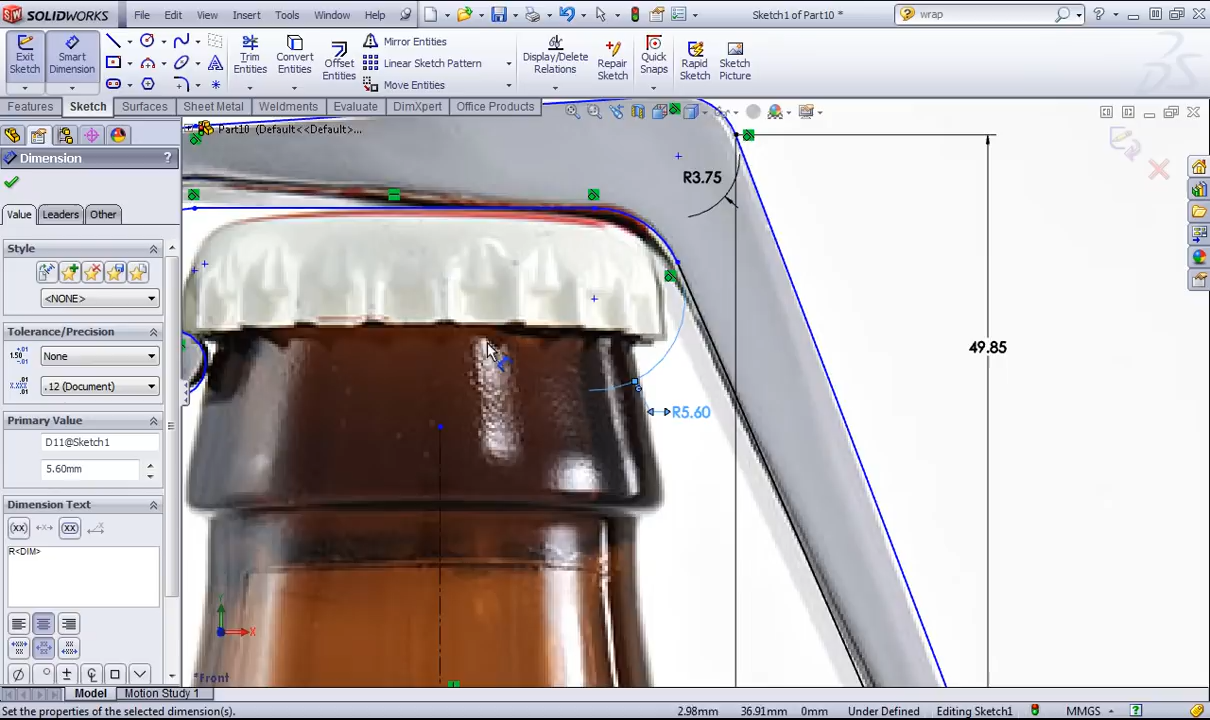 SOLIDWORKS File Edit View Insert Tools Window Help Sketch1 of Part10 * wrap
Exit Sketch Smart Dimension Trim Entities Convert Entities Offset Entities Mirror Entities Linear Sketch Pattern Move Entities Display/Delete Relations Repair Sketch Quick Snaps Rapid Sketch Sketch Picture
Features Sketch Surfaces Sheet Metal Weldments Evaluate DimXpert Office Products
Part10 (Default<<Default>...
Dimension ?
Value Leaders Other
Style
<NONE>
Tolerance/Precision
None
.12 (Document)
Primary Value
D11@Sketch1
5.60mm
Dimension Text
(xx) (xx)
R<DIM>
R3.75
49.85
R5.60
Y
X
*Front
Model Motion Study 1
Set the properties of the selected dimension(s). 2.98mm 36.91mm 0mm Under Defined Editing Sketch1 MMGS